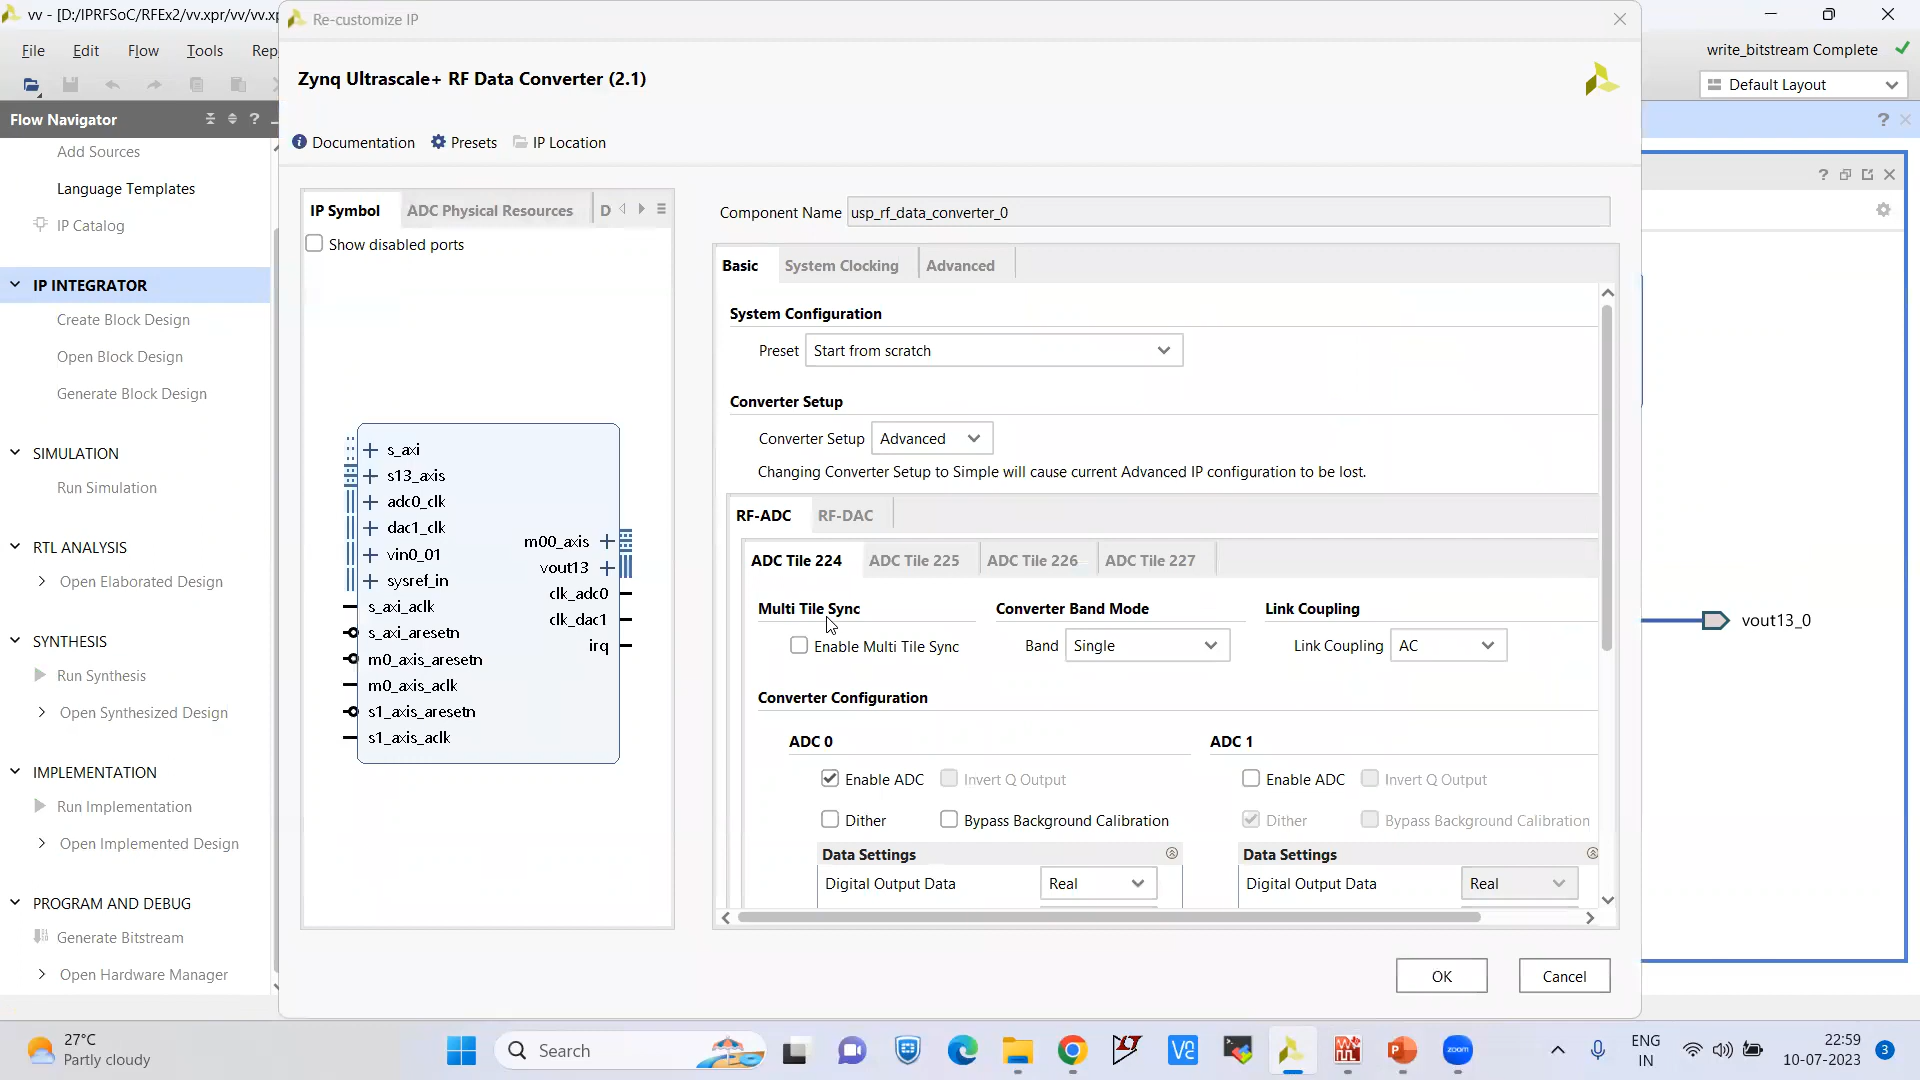 vv - [D:/IPRFSoC/RFEx2/vv.xpr/vv/vv.xp
Re-customize IP
File Edit Flow Tools Rep
write_bitstream Complete
Default Layout
Zynq Ultrascale+ RF Data Converter (2.1)
Flow Navigator
Documentation Presets IP Location
Add Sources
Language Templates
IP Catalog
IP INTEGRATOR
Create Block Design
Open Block Design
Generate Block Design
SIMULATION
Run Simulation
RTL ANALYSIS
Open Elaborated Design
SYNTHESIS
Run Synthesis
Open Synthesized Design
IMPLEMENTATION
Run Implementation
Open Implemented Design
PROGRAM AND DEBUG
Generate Bitstream
Open Hardware Manager
IP Symbol ADC Physical Resources D
Show disabled ports
s_axi
s13_axis
adc0_clk
dac1_clk
vin0_01
sysref_in
s_axi_aclk
s_axi_aresetn
m0_axis_aresetn
m0_axis_aclk
s1_axis_aresetn
s1_axis_aclk
m00_axis
vout13
clk_adc0
clk_dac1
irq
Component Name usp_rf_data_converter_0
Basic System Clocking Advanced
System Configuration
Preset Start from scratch
Converter Setup
Converter Setup Advanced
Changing Converter Setup to Simple will cause current Advanced IP configuration to be lost.
RF-ADC RF-DAC
ADC Tile 224 ADC Tile 225 ADC Tile 226 ADC Tile 227
Multi Tile Sync Converter Band Mode Link Coupling
Enable Multi Tile Sync Band Single Link Coupling AC
Converter Configuration
ADC 0 ADC 1
Enable ADC Invert Q Output Enable ADC Invert Q Output
Dither Bypass Background Calibration Dither Bypass Background Calibration
Data Settings Data Settings
Digital Output Data Real Digital Output Data Real
OK Cancel
vout13_0
27°C
Partly cloudy
Search
zoom
ENG
IN
22:59
10-07-2023
3